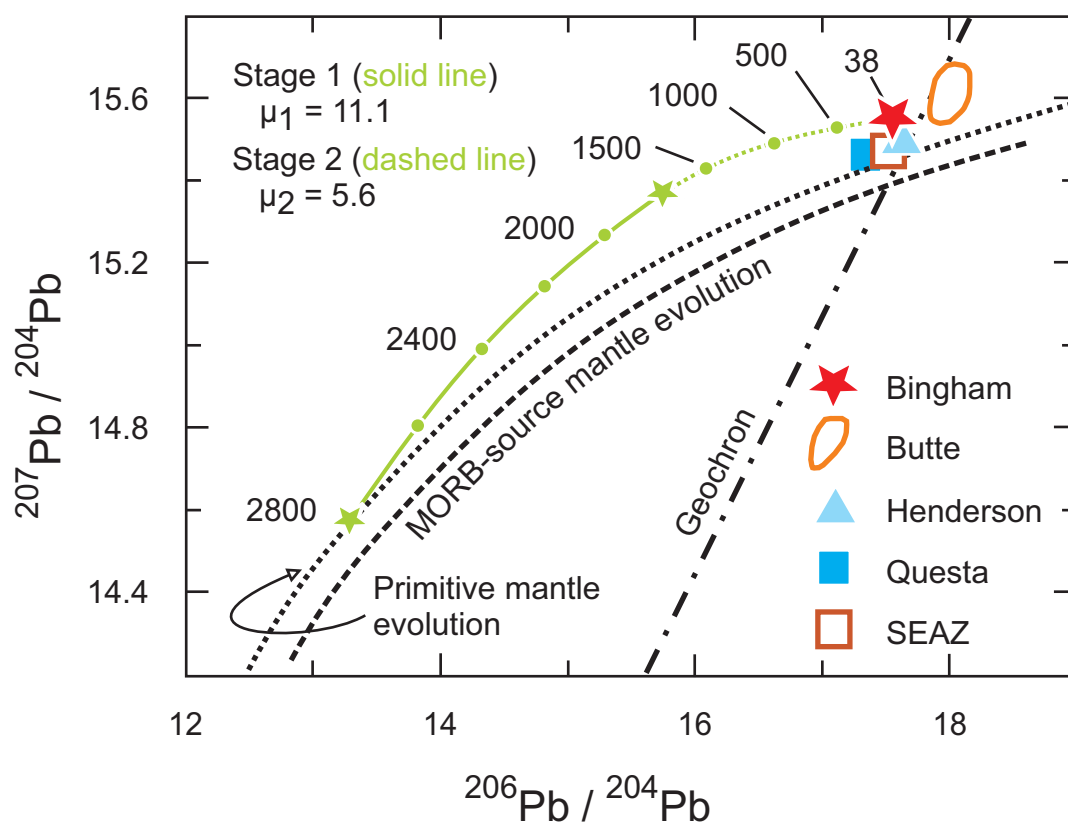 Stage 1 (solid line)
μ1 = 11.1
Stage 2 (dashed line)
μ2 = 5.6
38
500
1000
1500
2000
2400
2800
15.6
15.2
14.8
14.4
207Pb / 204Pb
MORB-source mantle evolution
Geochron
Primitive mantle
evolution
Bingham
Butte
Henderson
Questa
SEAZ
12
14
16
18
206Pb / 204Pb